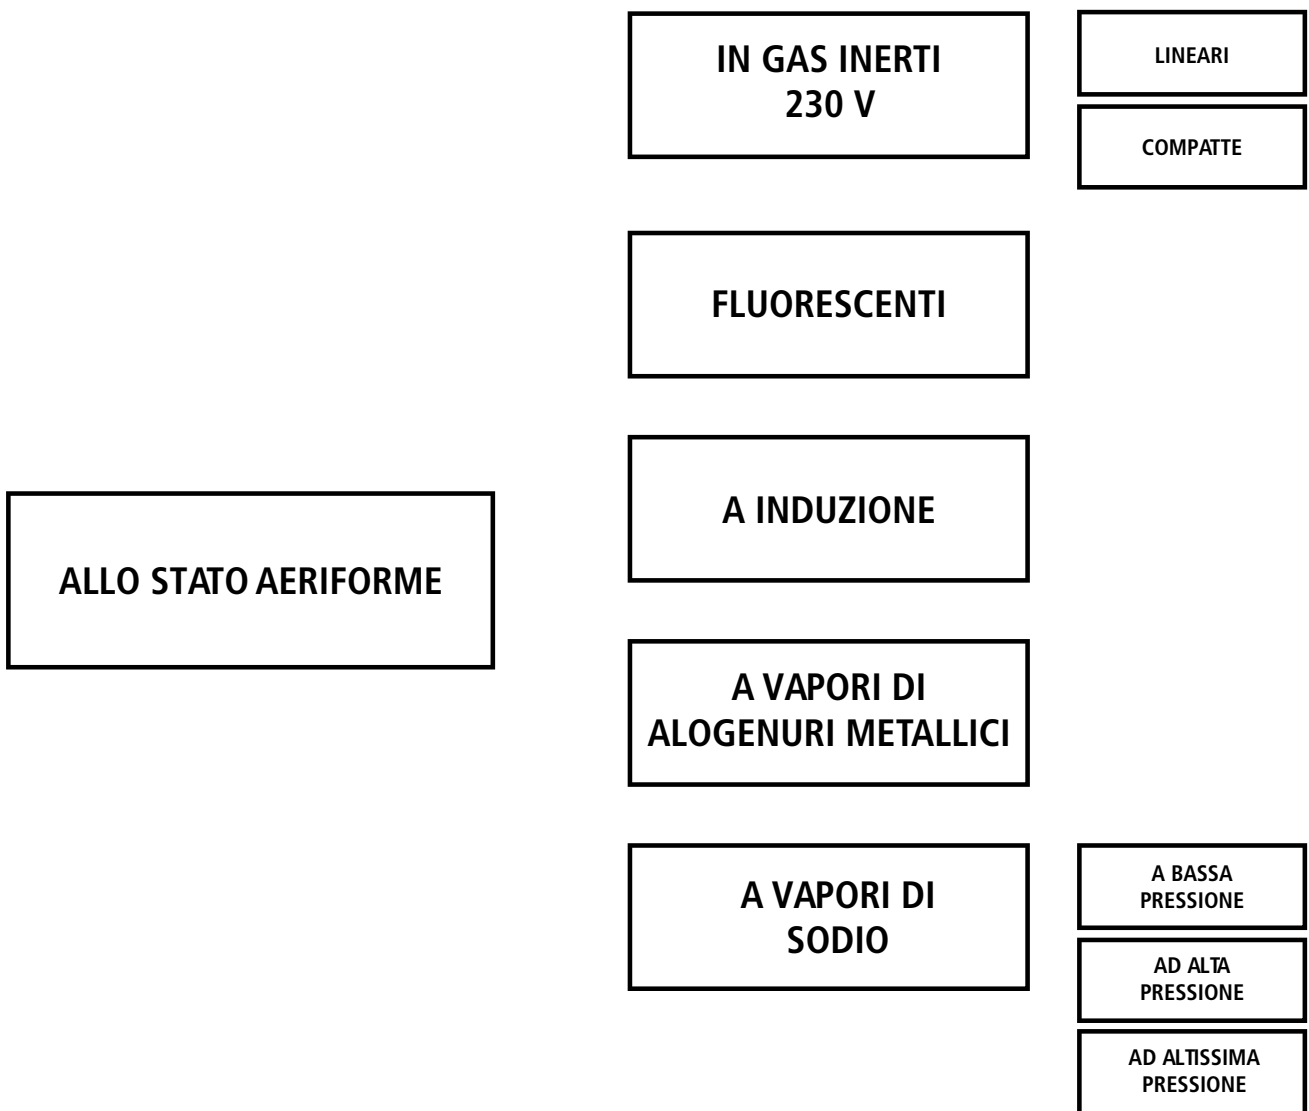 IN GAS INERTI
230 V
LINEARI
COMPATTE
FLUORESCENTI
A INDUZIONE
ALLO STATO AERIFORME
A VAPORI DI
ALOGENURI METALLICI
A VAPORI DI
SODIO
A BASSA
PRESSIONE
AD ALTA
PRESSIONE
AD ALTISSIMA
PRESSIONE